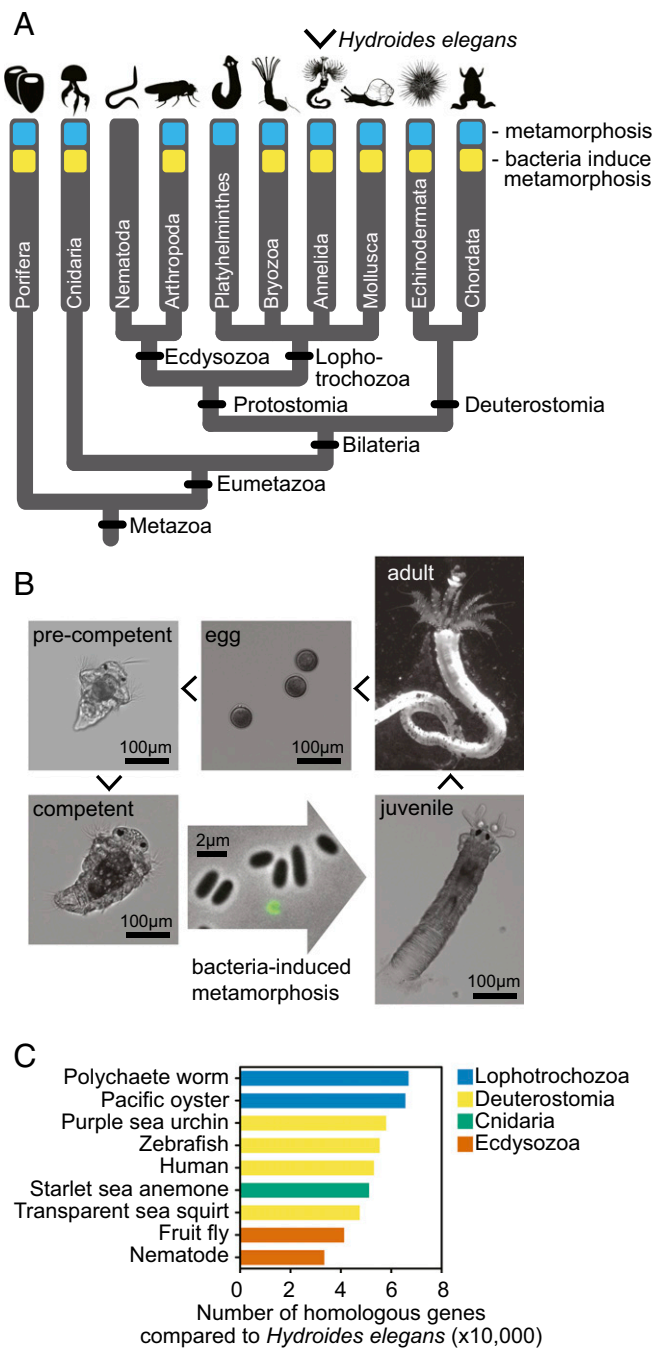 A
Hydroides elegans
- metamorphosis
- bacteria induce
metamorphosis
Porifera
Cnidaria
Nematoda
Arthropoda
Platyhelminthes
Bryozoa
Annelida
Mollusca
Echinodermata
Chordata
Ecdysozoa
Lopho-
trochozoa
Protostomia
Deuterostomia
Bilateria
Eumetazoa
Metazoa
B
pre-competent
100µm
egg
100µm
adult
competent
100µm
2µm
bacteria-induced
metamorphosis
juvenile
100µm
C
Polychaete worm
Pacific oyster
Purple sea urchin
Zebrafish
Human
Starlet sea anemone
Transparent sea squirt
Fruit fly
Nematode
Lophotrochozoa
Deuterostomia
Cnidaria
Ecdysozoa
0 2 4 6 8
Number of homologous genes
compared to Hydroides elegans (x10,000)